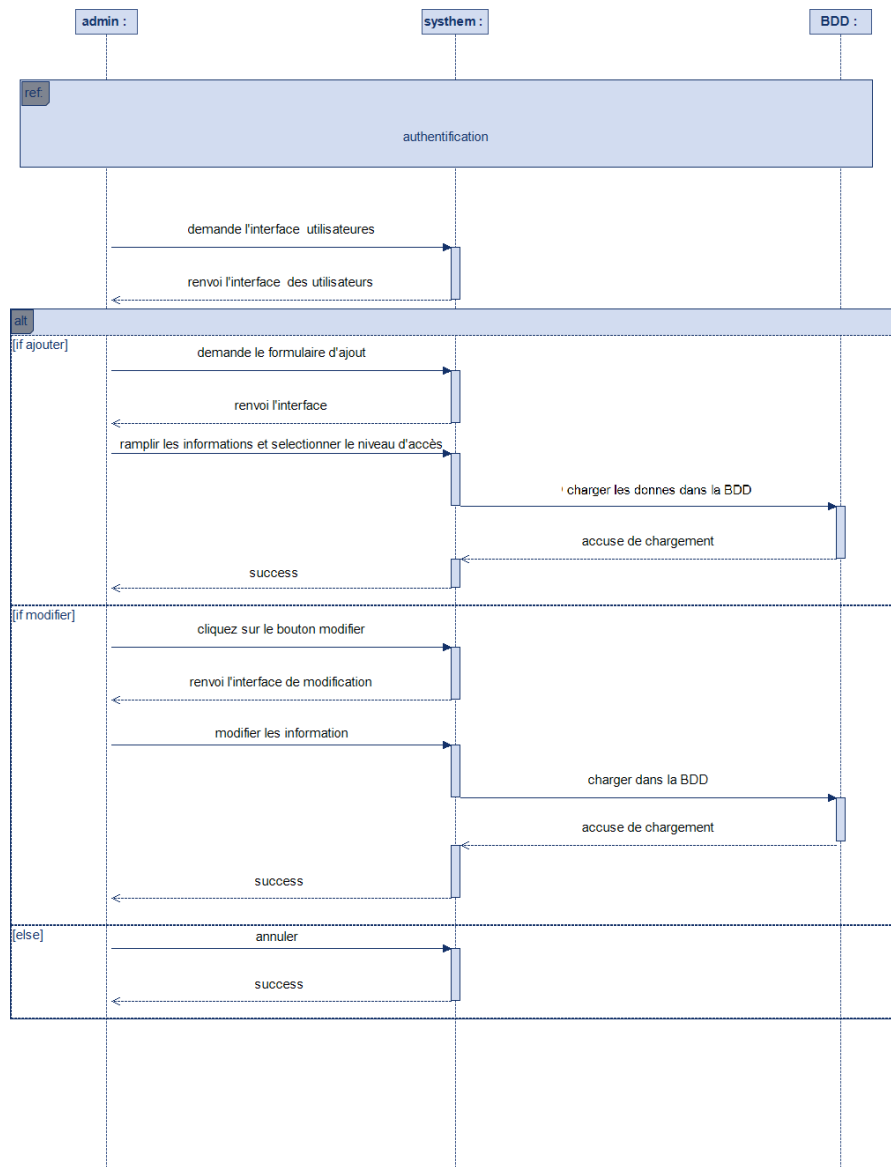 admin :
systhem :
BDD :
ref.
authentification
demande l'interface utilisateures
renvoi l'interface des utilisateurs
alt
[if ajouter]
demande le formulaire d'ajout
renvoi l'interface
ramplir les informations et selectionner le niveau d'accès
charger les donnes dans la BDD
accuse de chargement
success
[if modifier]
cliquez sur le bouton modifier
renvoi l'interface de modification
modifier les information
charger dans la BDD
accuse de chargement
success
[else]
annuler
success